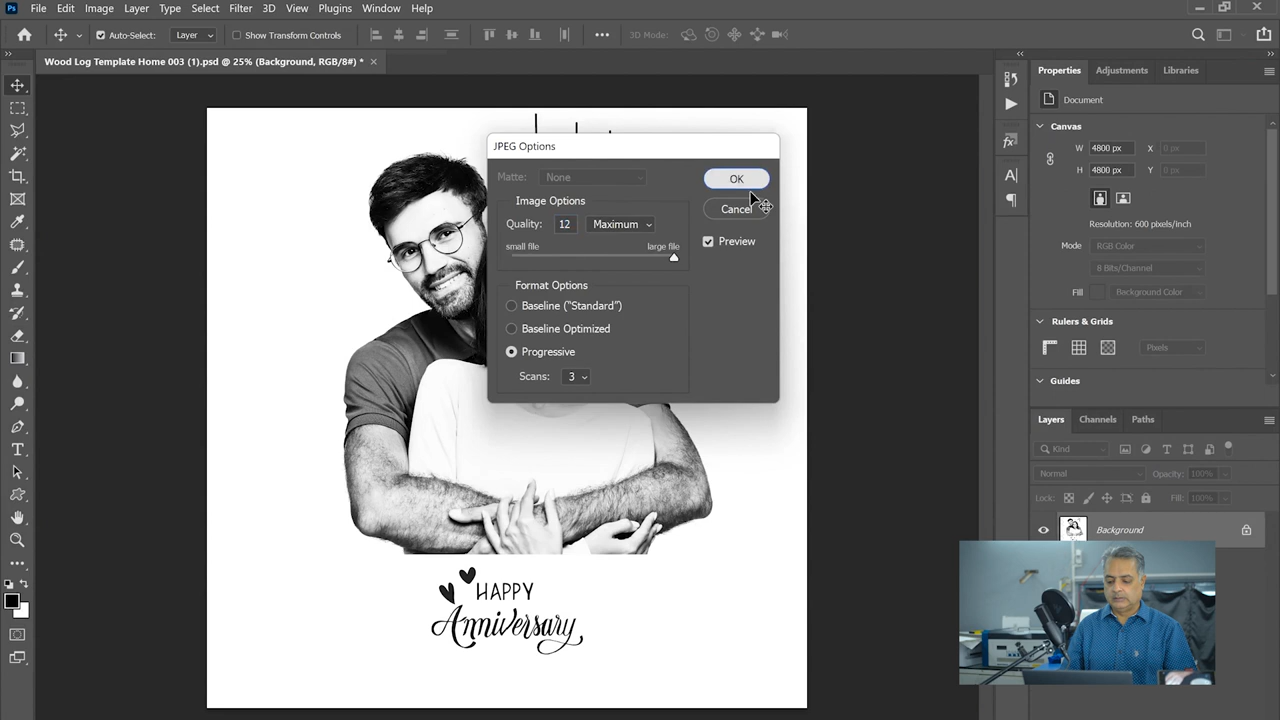 Ps File Edit Image Layer Type Select Filter 3D View Plugins Window Help
Auto-Select: Layer Show Transform Controls 3D Mode:
Wood Log Template Home 003 (1).psd @ 25% (Background, RGB/8#) *
JPEG Options
Matte: None
OK
Image Options
Cancel
Quality: 12 Maximum
Preview
small file large file
Format Options
Baseline ("Standard")
Baseline Optimized
Progressive
Scans: 3
HAPPY
Anniversary
Properties Adjustments Libraries
Document
Canvas
W 4800 px X 0 px
H 4800 px Y 0 px
Resolution: 600 pixels/inch
Mode RGB Color
8 Bits/Channel
Fill Background Color
Rulers & Grids
Pixels
Guides
Layers Channels Paths
Kind
Normal Opacity: 100%
Lock: Fill: 100%
Background